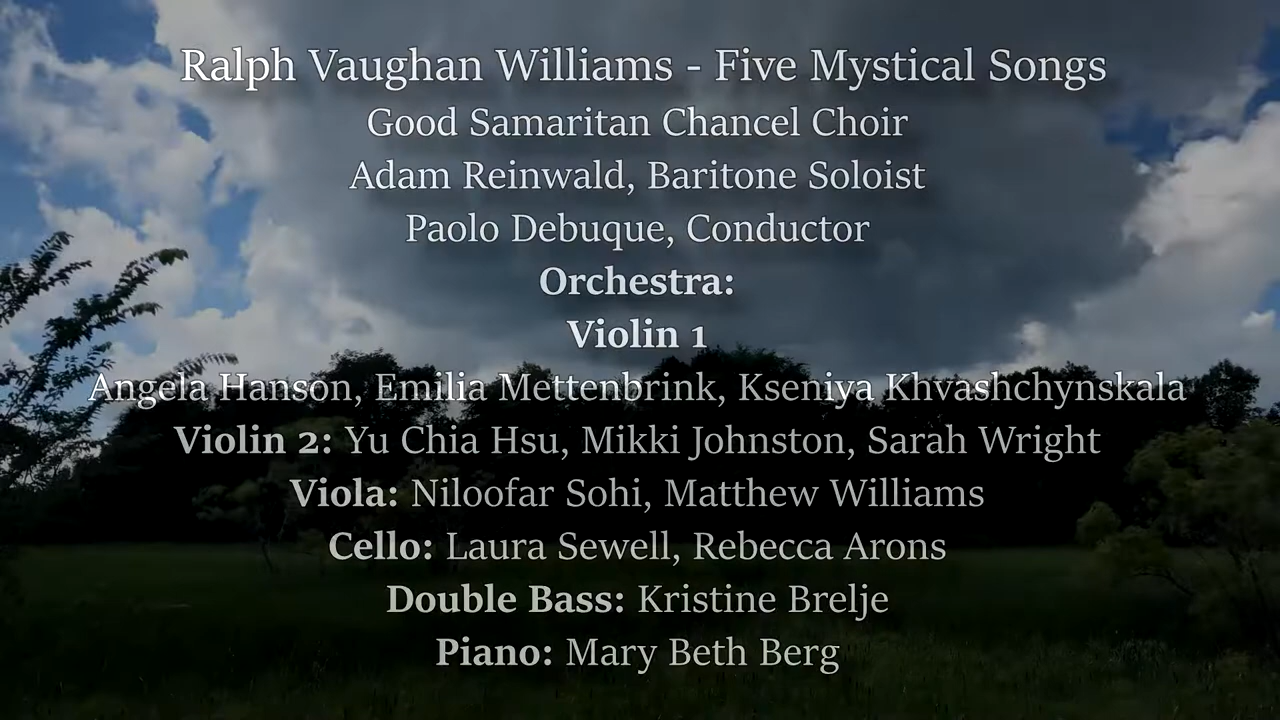 Ralph Vaughan Williams - Five Mystical Songs
Good Samaritan Chancel Choir
Adam Reinwald, Baritone Soloist
Paolo Debuque, Conductor
Orchestra:
Violin 1
Angela Hanson, Emilia Mettenbrink, Kseniya Khvashchynskala
Violin 2: Yu Chia Hsu, Mikki Johnston, Sarah Wright
Viola: Niloofar Sohi, Matthew Williams
Cello: Laura Sewell, Rebecca Arons
Double Bass: Kristine Brelje
Piano: Mary Beth Berg